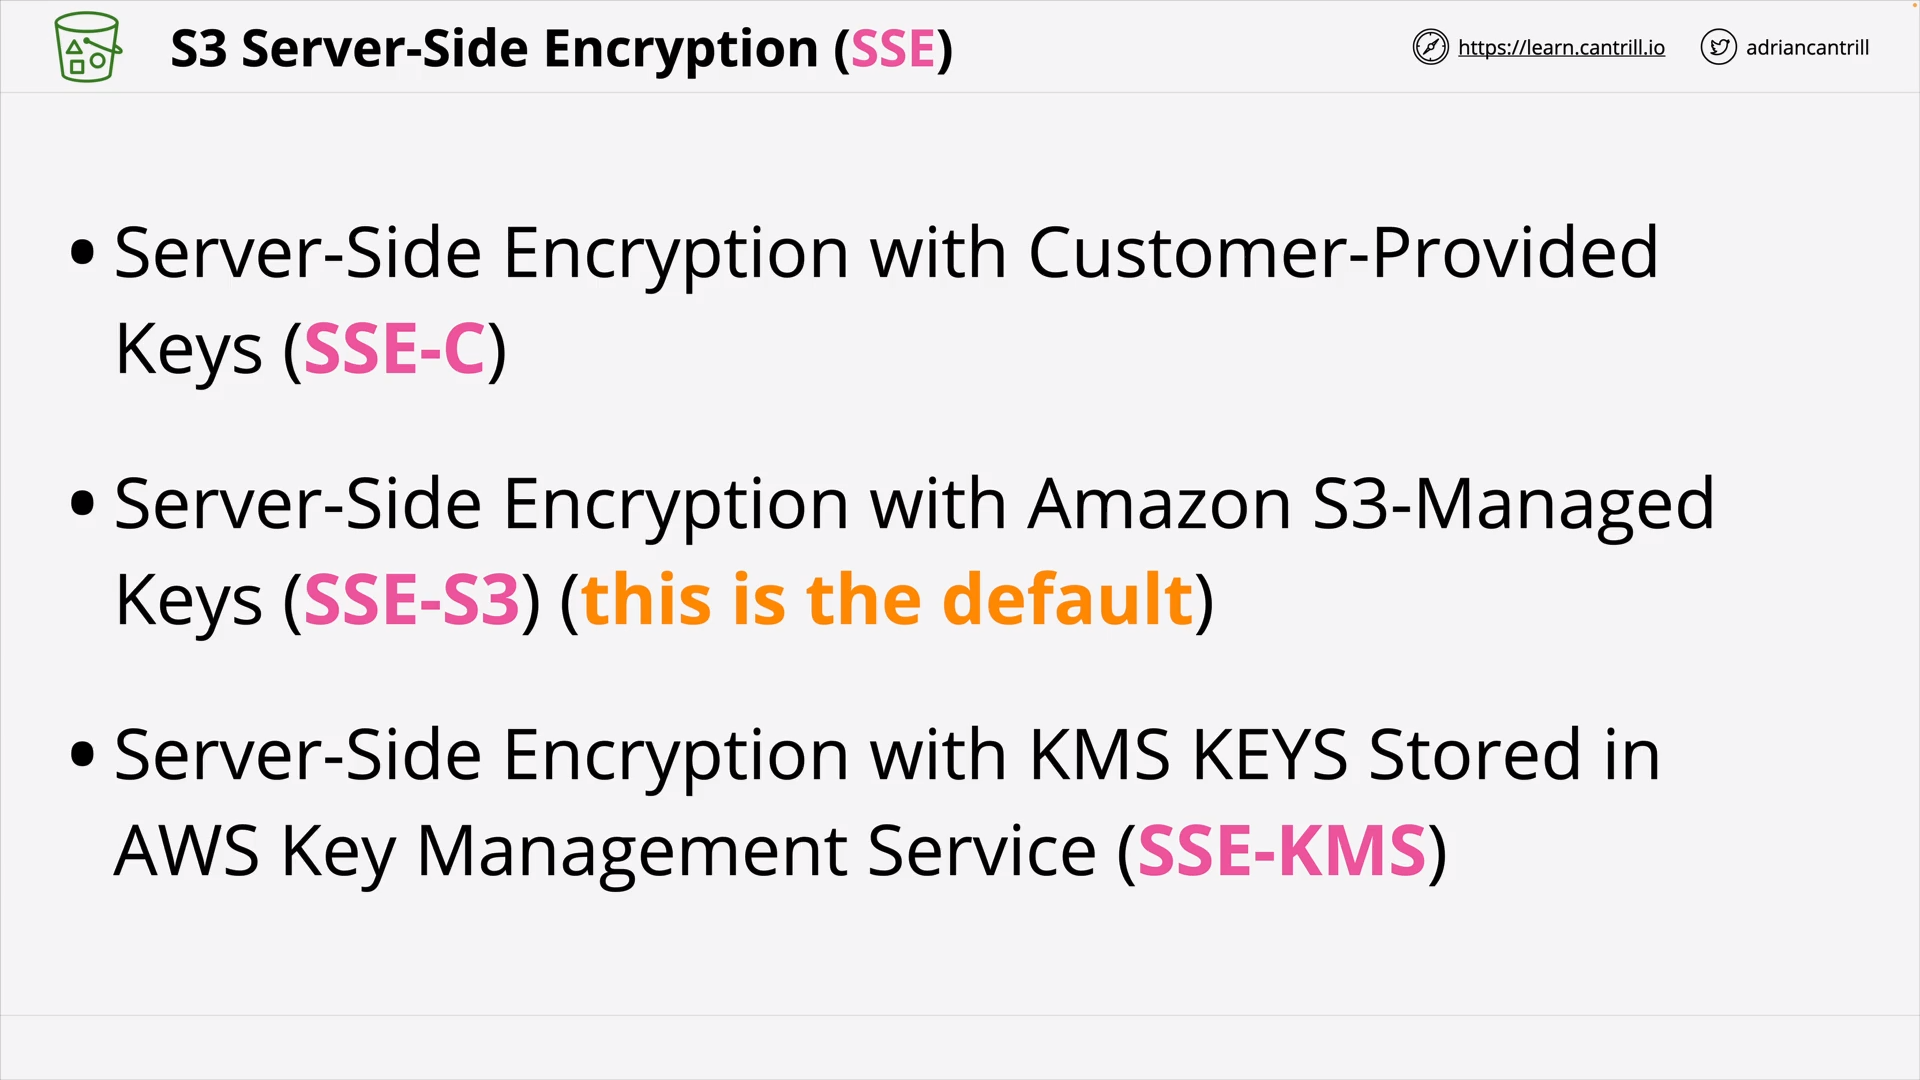 S3 Server-Side Encryption (SSE)
https://learn.cantrill.io
adriancantrill
• Server-Side Encryption with Customer-Provided
Keys (SSE-C)
• Server-Side Encryption with Amazon S3-Managed
Keys (SSE-S3) (this is the default)
• Server-Side Encryption with KMS KEYS Stored in
AWS Key Management Service (SSE-KMS)